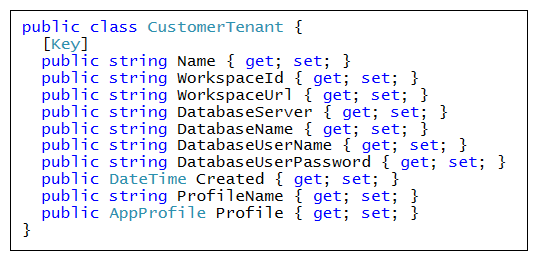 public class CustomerTenant {
  [Key]
  public string Name { get; set; }
  public string WorkspaceId { get; set; }
  public string WorkspaceUrl { get; set; }
  public string DatabaseServer { get; set; }
  public string DatabaseName { get; set; }
  public string DatabaseUserName { get; set; }
  public string DatabaseUserPassword { get; set; }
  public DateTime Created { get; set; }
  public string ProfileName { get; set; }
  public AppProfile Profile { get; set; }
}